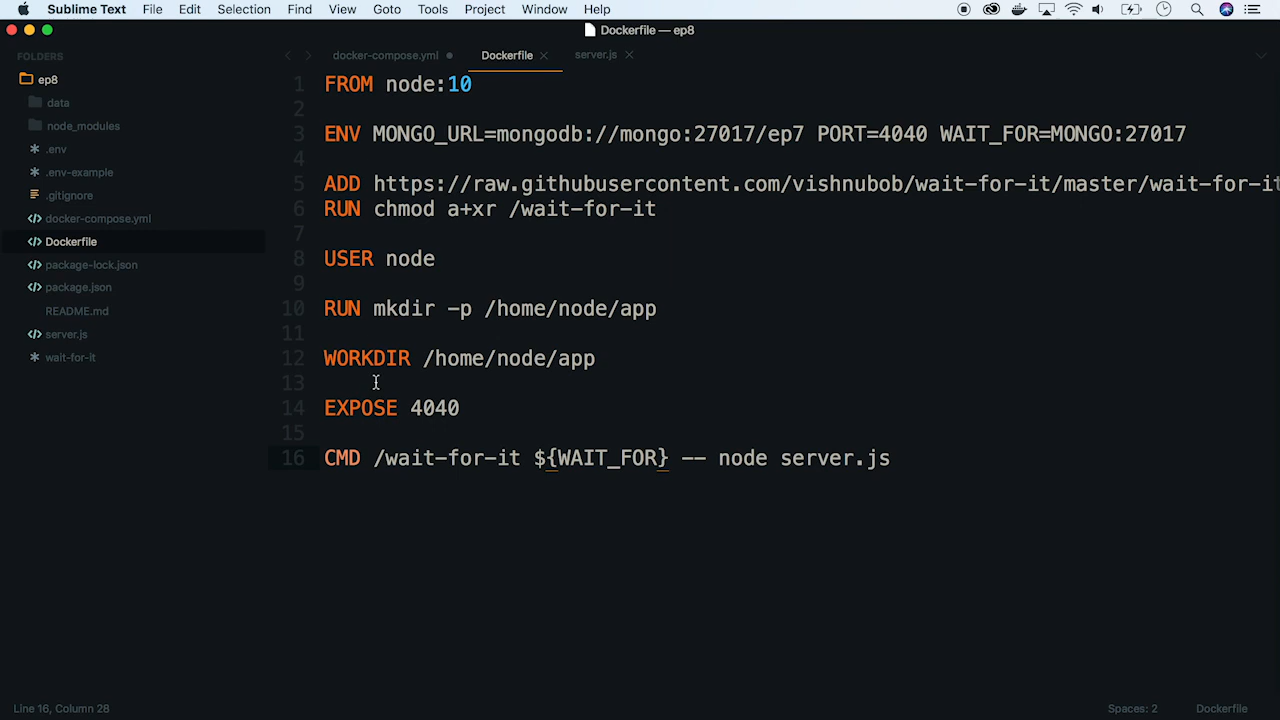 Sublime Text File Edit Selection Find View Goto Tools Project Window Help
Dockerfile — ep8
FOLDERS
ep8
data
node_modules
.env
.env-example
.gitignore
docker-compose.yml
Dockerfile
package-lock.json
package.json
README.md
server.js
wait-for-it
docker-compose.yml Dockerfile server.js
1 FROM node:10
2
3 ENV MONGO_URL=mongodb://mongo:27017/ep7 PORT=4040 WAIT_FOR=MONGO:27017
4
5 ADD https://raw.githubusercontent.com/vishnubob/wait-for-it/master/wait-for-it
6 RUN chmod a+xr /wait-for-it
7
8 USER node
9
10 RUN mkdir -p /home/node/app
11
12 WORKDIR /home/node/app
13
14 EXPOSE 4040
15
16 CMD /wait-for-it ${WAIT_FOR} -- node server.js
Line 16, Column 28 Spaces: 2 Dockerfile